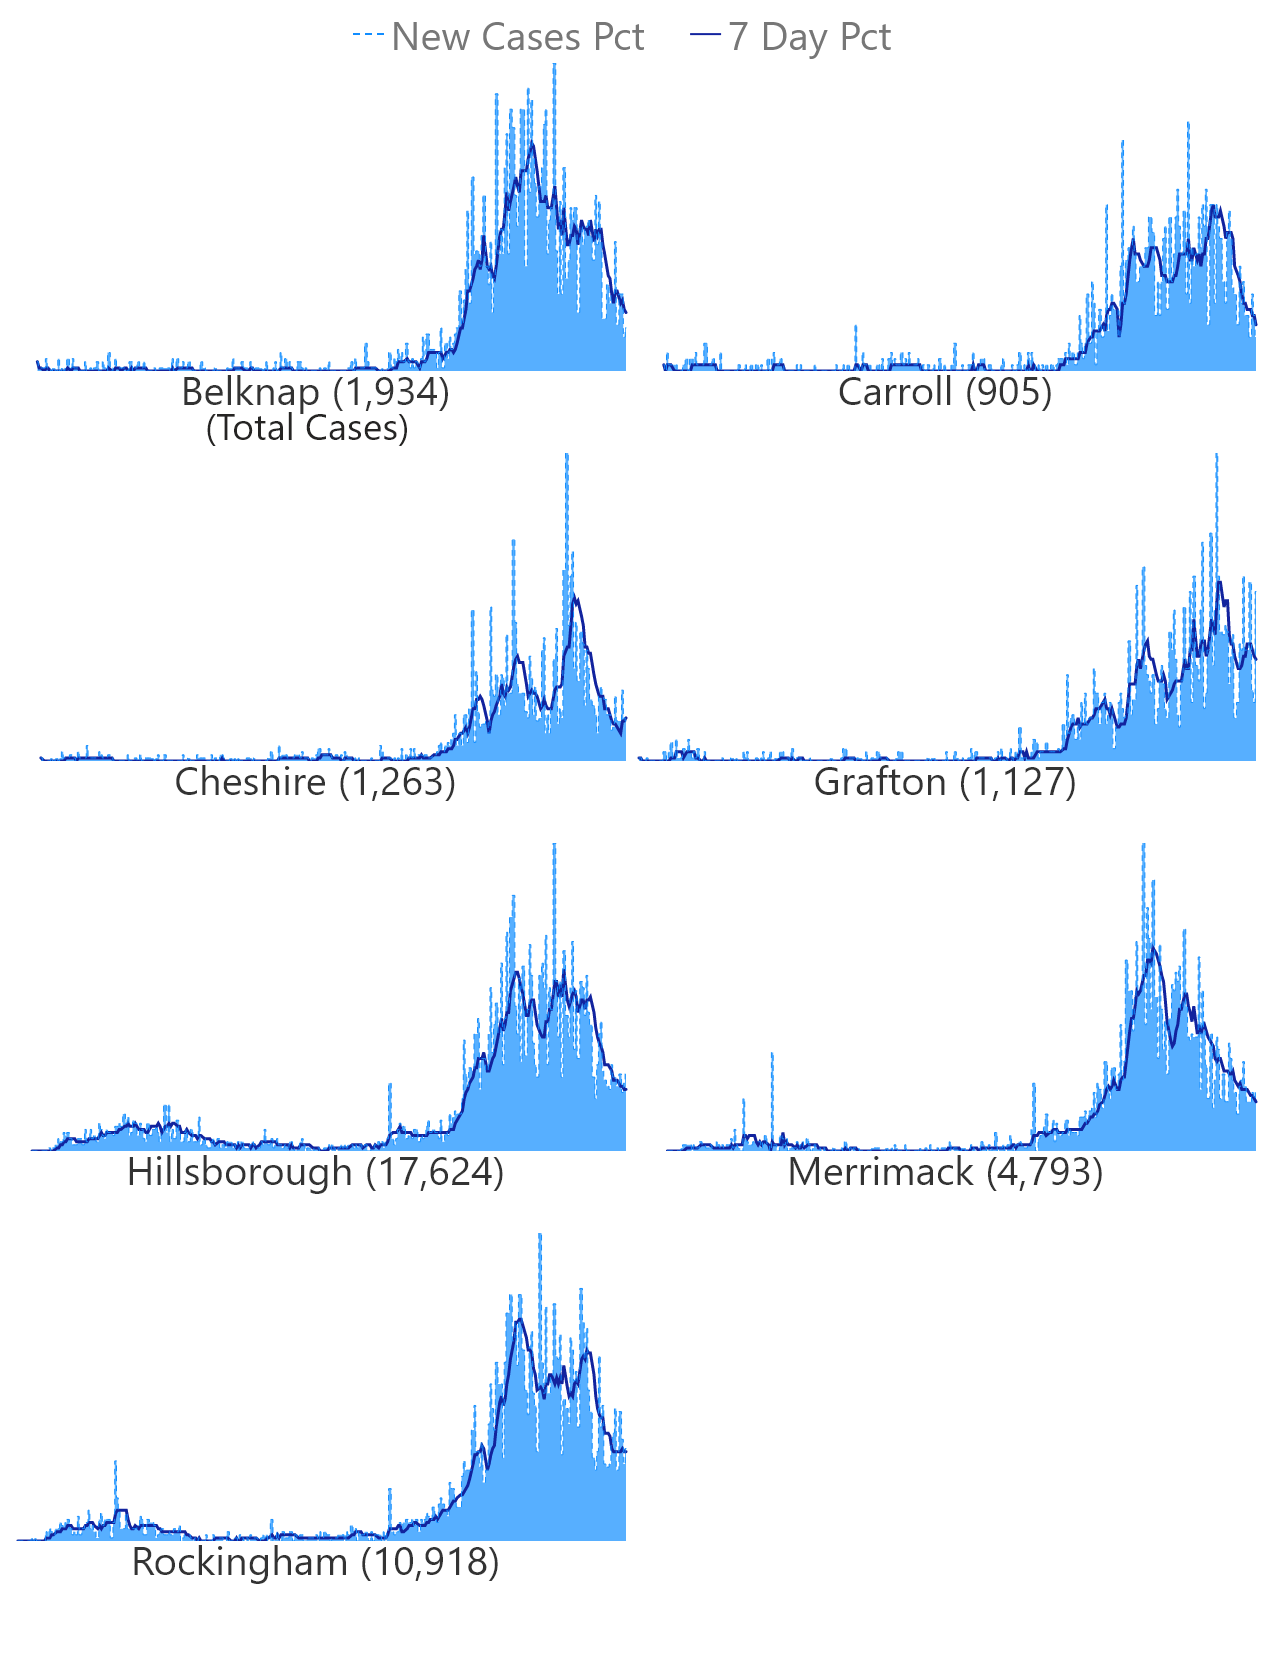 New Cases Pct 7 Day Pct
Belknap (1,934) Carroll (905)
(Total Cases)
Cheshire (1,263) Grafton (1,127)
Hillsborough (17,624) Merrimack (4,793)
Rockingham (10,918)